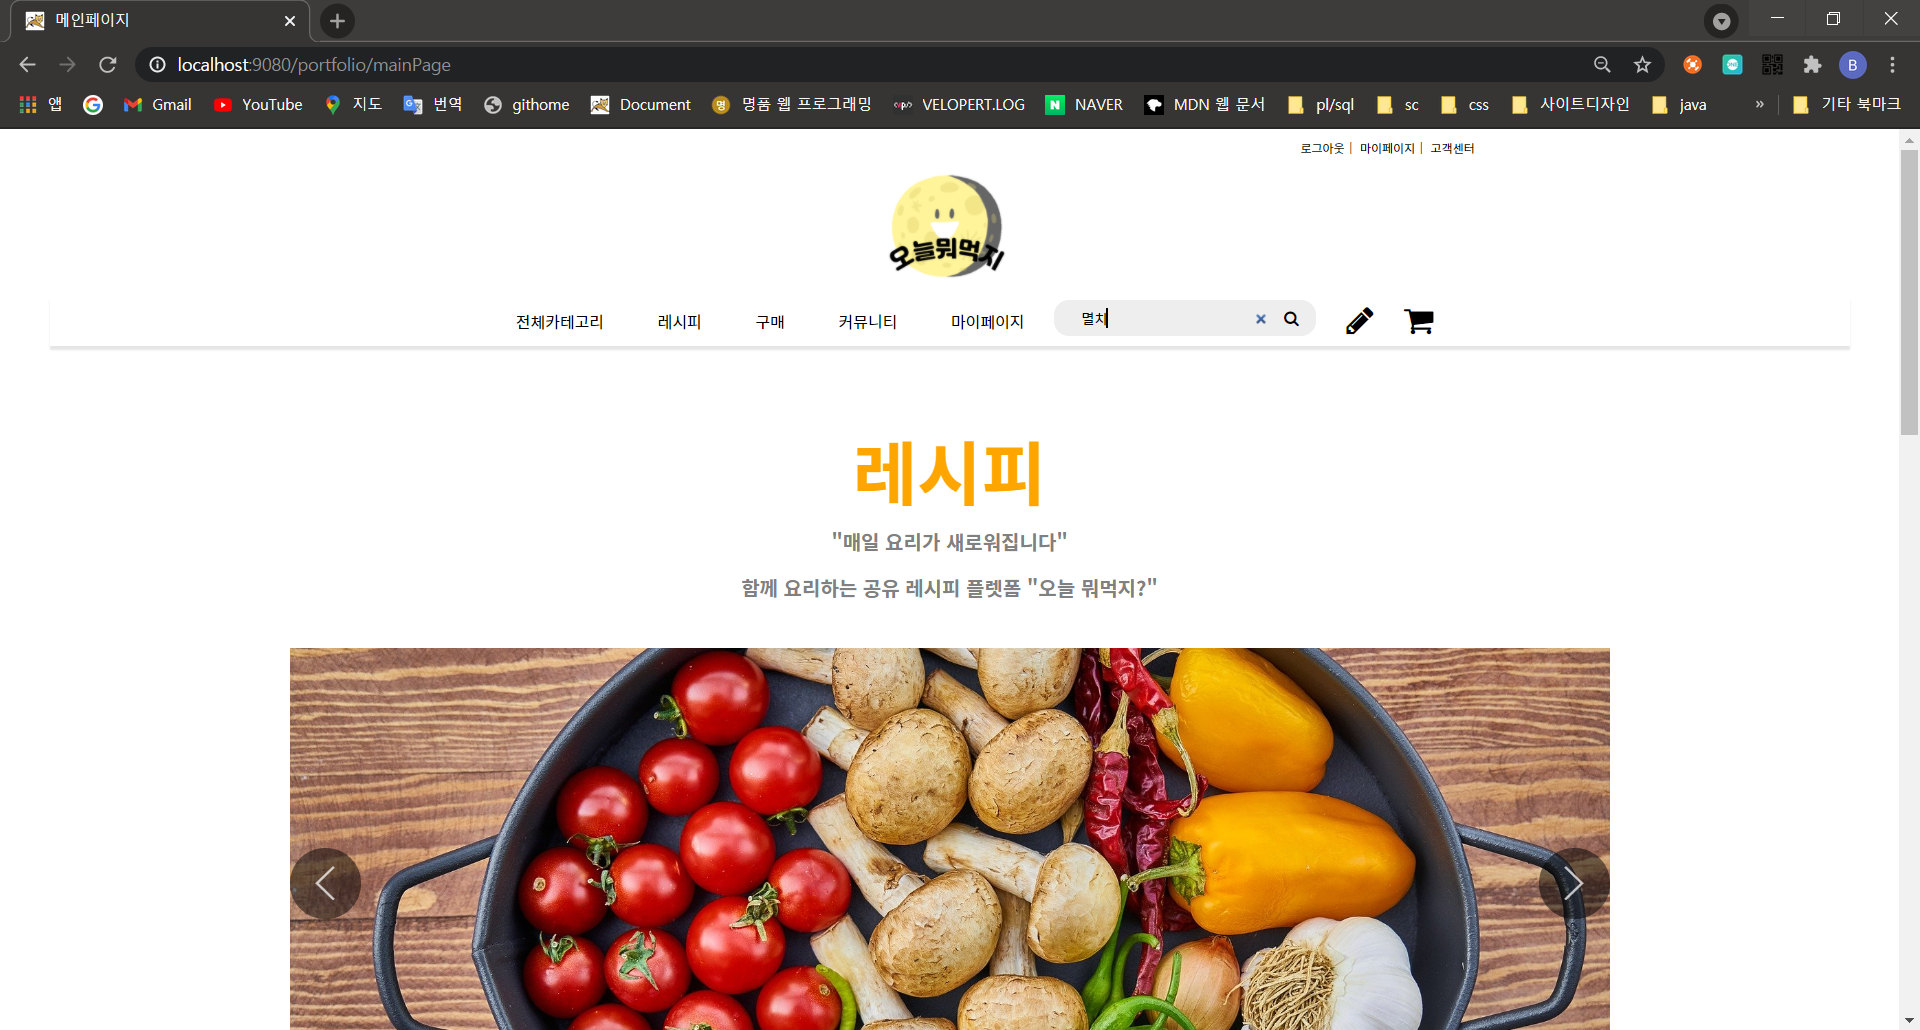 메인페이지
localhost:9080/portfolio/mainPage
B
앱 Gmail YouTube 지도 번역 githome Document 명품 웹 프로그래밍 VELOPERT.LOG NAVER MDN 웹 문서 pl/sql sc css 사이트디자인 java » 기타 북마크
로그아웃 | 마이페이지 | 고객센터
오늘뭐먹지
전체카테고리 레시피 구매 커뮤니티 마이페이지 멸치
레시피
"매일 요리가 새로워집니다"
함께 요리하는 공유 레시피 플렛폼 "오늘 뭐먹지?"